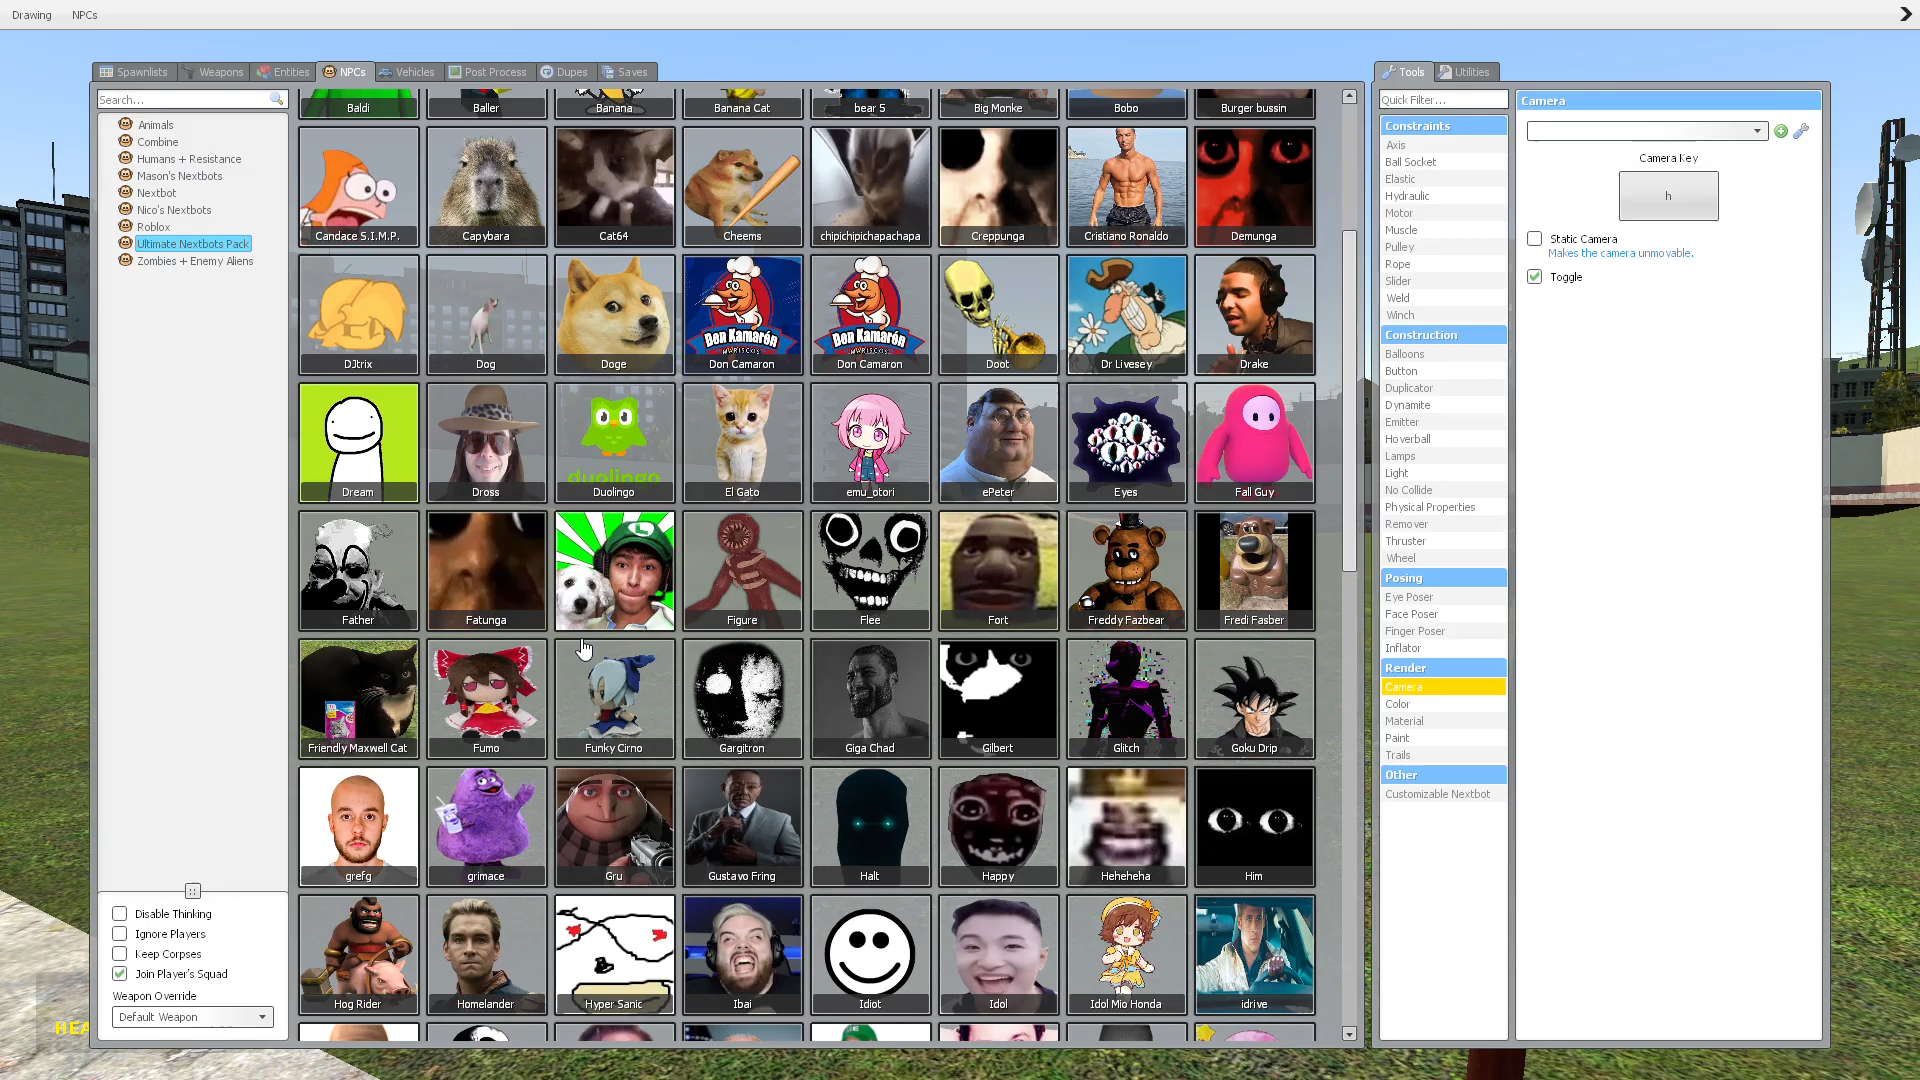 Drawing NPCs
Spawnlists Weapons Entities NPCs Vehicles Post Process Dupes Saves
Tools Utilities
Search...
Animals
Combine
Humans + Resistance
Mason's Nextbots
Nextbot
Nico's Nextbots
Roblox
Ultimate Nextbots Pack
Zombies + Enemy Aliens
Disable Thinking
Ignore Players
Keep Corpses
Join Player's Squad
Weapon Override
Default Weapon
HEA
Baldi Baller Banana Banana Cat bear 5 Big Monke Bobo Burger bussin
Candace S.I.M.P. Capybara Cat64 Cheems chipichipichapachapa Creppunga Cristiano Ronaldo Demunga
Don Kamarón Don Kamarón
MARISCOS MARISCOS
DJtrix Dog Doge Don Camaron Don Camaron Doot Dr Livesey Drake
duolingo
Dream Dross Duolingo El Gato emu_otori ePeter Eyes Fall Guy
L
Father Fatunga Figure Flee Fort Freddy Fazbear Fredi Fasber
Friendly Maxwell Cat Fumo Funky Cirno Gargitron Giga Chad Gilbert Glitch Goku Drip
grefg grimace Gru Gustavo Fring Halt Happy Heheheha Him
Hog Rider Homelander Hyper Sanic Ibai Idiot Idol Idol Mio Honda idrive
Quick Filter...
Constraints
Axis
Ball Socket
Elastic
Hydraulic
Motor
Muscle
Pulley
Rope
Slider
Weld
Winch
Construction
Balloons
Button
Duplicator
Dynamite
Emitter
Hoverball
Lamps
Light
No Collide
Physical Properties
Remover
Thruster
Wheel
Posing
Eye Poser
Face Poser
Finger Poser
Inflator
Render
Camera
Color
Material
Paint
Trails
Other
Customizable Nextbot
Camera
Camera Key
h
Static Camera
Makes the camera unmovable.
Toggle